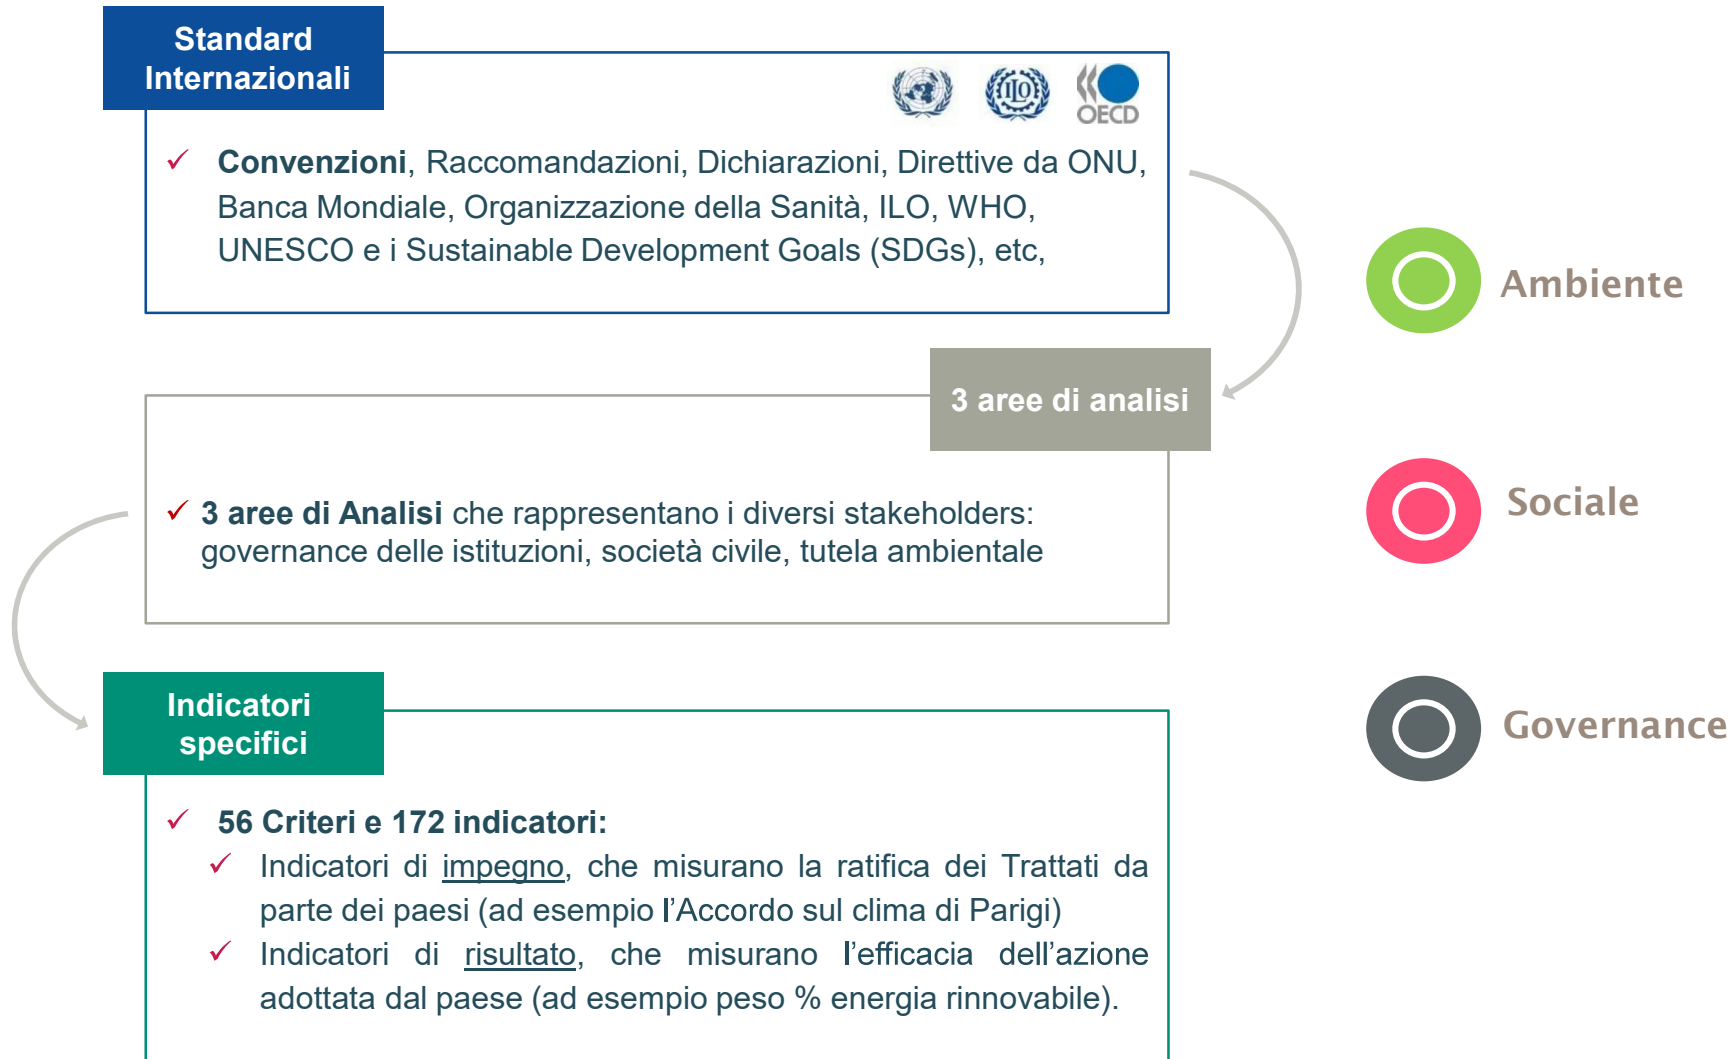 Standard
Internazionali
ILO
OECD
✓ Convenzioni, Raccomandazioni, Dichiarazioni, Direttive da ONU,
Banca Mondiale, Organizzazione della Sanità, ILO, WHO,
UNESCO e i Sustainable Development Goals (SDGs), etc,
3 aree di analisi
✓ 3 aree di Analisi che rappresentano i diversi stakeholders:
governance delle istituzioni, società civile, tutela ambientale
Indicatori
specifici
✓ 56 Criteri e 172 indicatori:
✓ Indicatori di impegno, che misurano la ratifica dei Trattati da
parte dei paesi (ad esempio l’Accordo sul clima di Parigi)
✓ Indicatori di risultato, che misurano l’efficacia dell’azione
adottata dal paese (ad esempio peso % energia rinnovabile).
Ambiente
Sociale
Governance